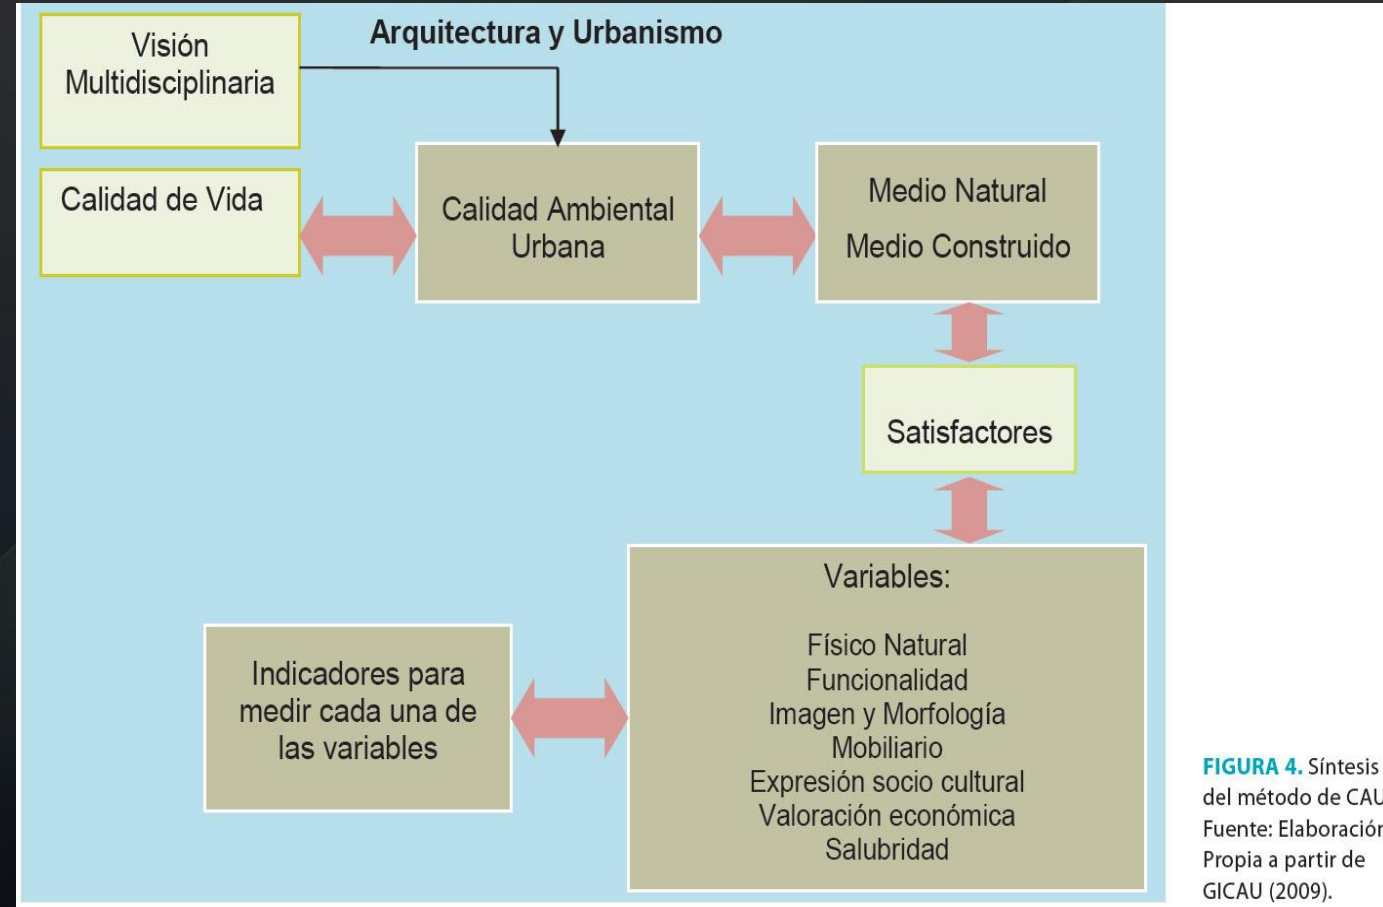 Arquitectura y Urbanismo
Visión
Multidisciplinaria
Calidad de Vida
Calidad Ambiental
Urbana
Medio Natural
Medio Construido
Satisfactores
Variables:
Físico Natural
Funcionalidad
Imagen y Morfología
Mobiliario
Expresión socio cultural
Valoración económica
Salubridad
Indicadores para
medir cada una de
las variables
FIGURA 4. Síntesis
del método de CAU
Fuente: Elaboración
Propia a partir de
GICAU (2009).